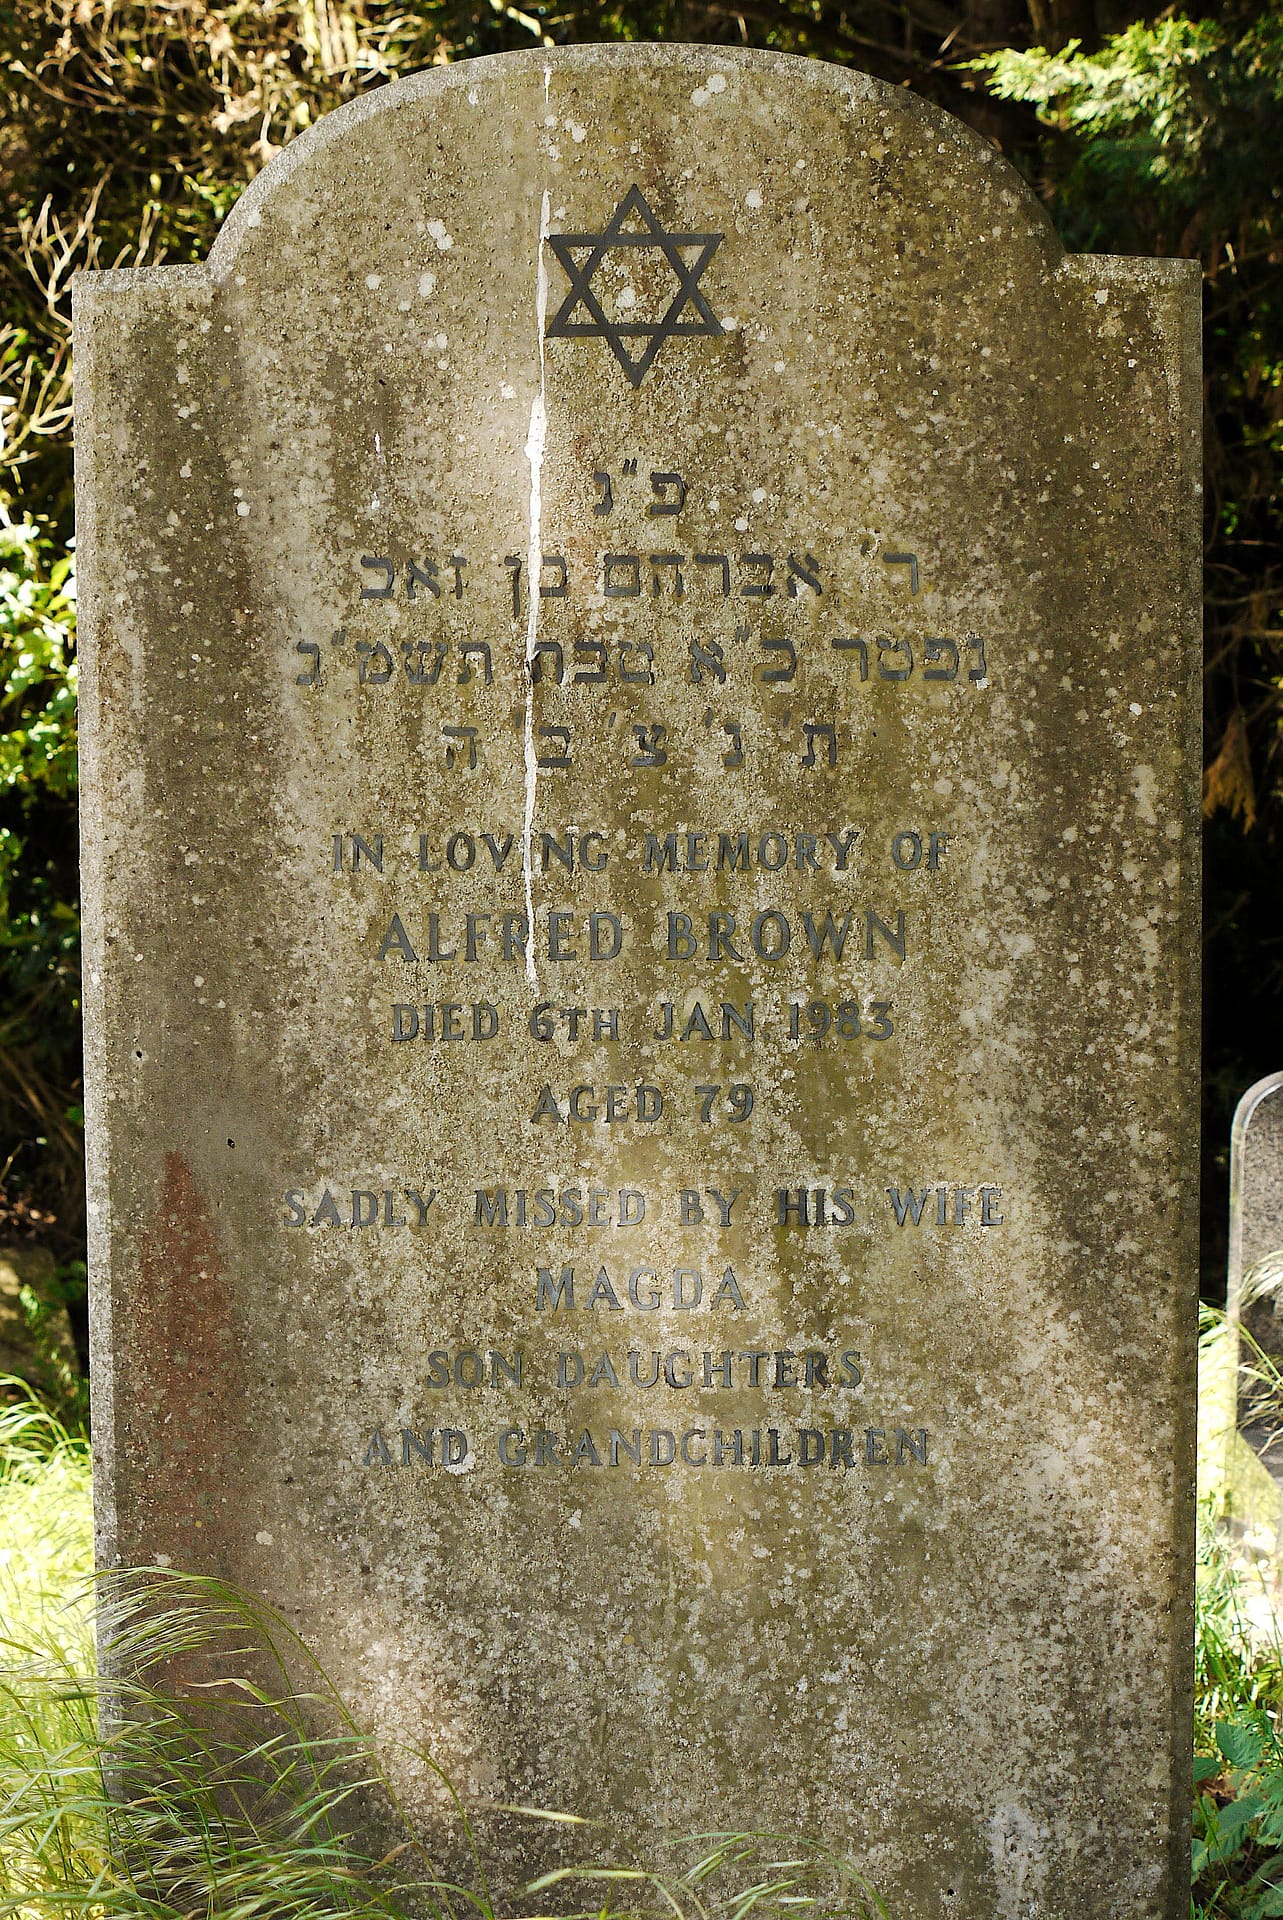 פ"נ
ר' אברהם בן זאב
נפטר כ"א טבת תשמ"ג
ת' נ' צ' ב' ה
IN LOVING MEMORY OF
ALFRED BROWN
DIED 6TH JAN. 1983
AGED 79
SADLY MISSED BY HIS WIFE
MAGDA
SON DAUGHTERS
AND GRANDCHILDREN